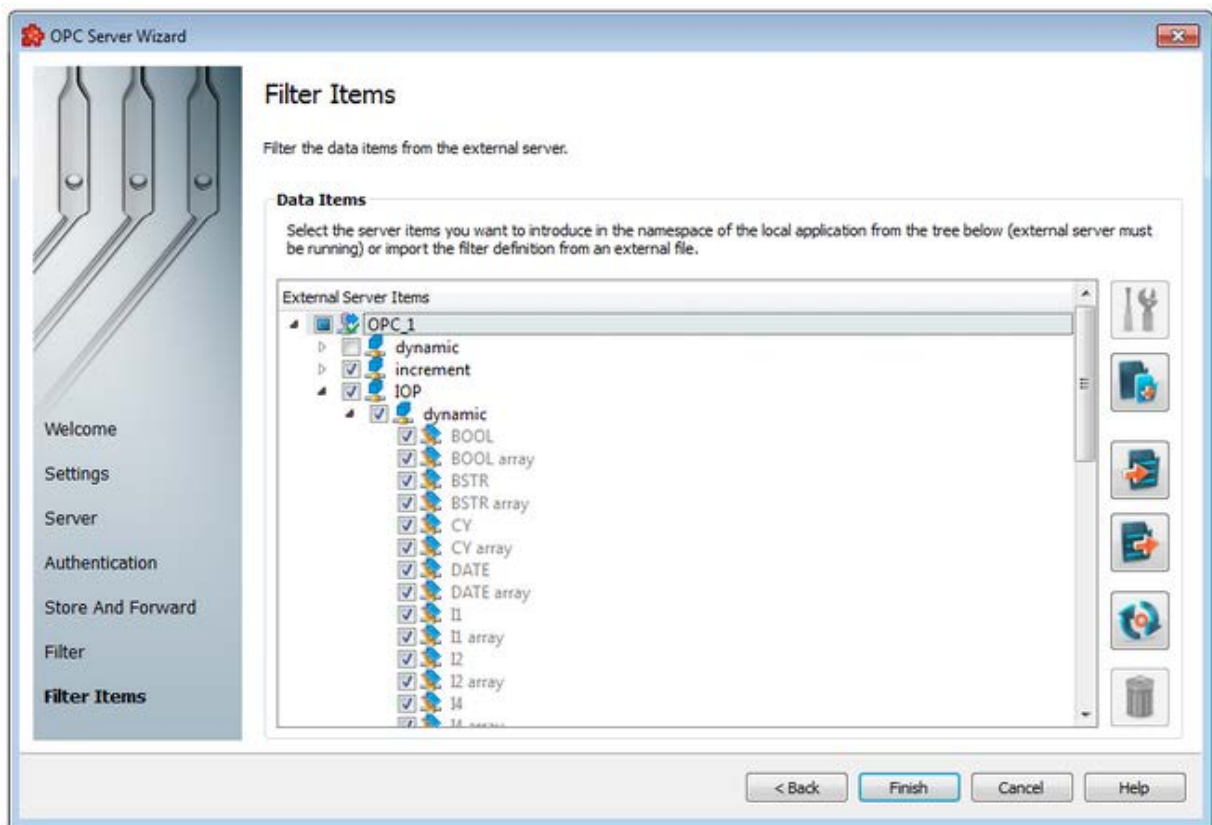 OPC Server Wizard
Filter Items
Filter the data items from the external server.
Data Items
Select the server items you want to introduce in the namespace of the local application from the tree below (external server must
be running) or import the filter definition from an external file.
External Server Items
OPC_1
dynamic
increment
IOP
dynamic
BOOL
BOOL array
BSTR
BSTR array
CY
CY array
DATE
DATE array
I1
I1 array
I2
I2 array
I4
I4 array
Welcome
Settings
Server
Authentication
Store And Forward
Filter
Filter Items
< Back
Finish
Cancel
Help